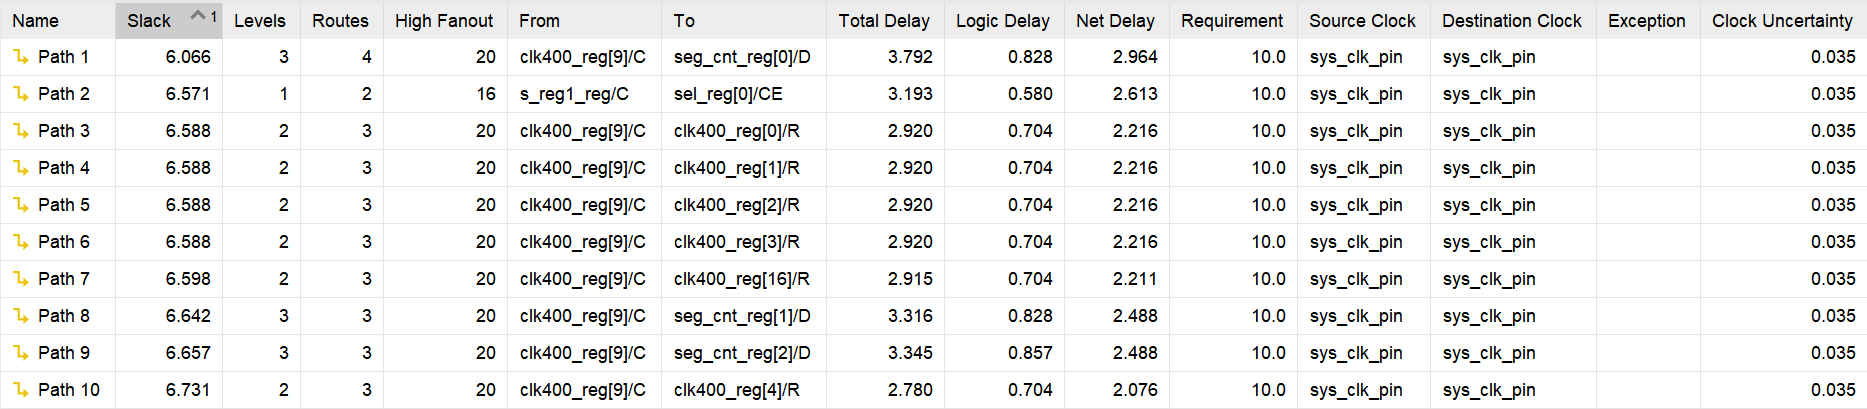 Name Slack 1 Levels Routes High Fanout From To Total Delay Logic Delay Net Delay Requirement Source Clock Destination Clock Exception Clock Uncertainty
Path 1 6.066 3 4 20 clk400_reg[9]/C seg_cnt_reg[0]/D 3.792 0.828 2.964 10.0 sys_clk_pin sys_clk_pin 0.035
Path 2 6.571 1 2 16 s_reg1_reg/C sel_reg[0]/CE 3.193 0.580 2.613 10.0 sys_clk_pin sys_clk_pin 0.035
Path 3 6.588 2 3 20 clk400_reg[9]/C clk400_reg[0]/R 2.920 0.704 2.216 10.0 sys_clk_pin sys_clk_pin 0.035
Path 4 6.588 2 3 20 clk400_reg[9]/C clk400_reg[1]/R 2.920 0.704 2.216 10.0 sys_clk_pin sys_clk_pin 0.035
Path 5 6.588 2 3 20 clk400_reg[9]/C clk400_reg[2]/R 2.920 0.704 2.216 10.0 sys_clk_pin sys_clk_pin 0.035
Path 6 6.588 2 3 20 clk400_reg[9]/C clk400_reg[3]/R 2.920 0.704 2.216 10.0 sys_clk_pin sys_clk_pin 0.035
Path 7 6.598 2 3 20 clk400_reg[9]/C clk400_reg[16]/R 2.915 0.704 2.211 10.0 sys_clk_pin sys_clk_pin 0.035
Path 8 6.642 3 3 20 clk400_reg[9]/C seg_cnt_reg[1]/D 3.316 0.828 2.488 10.0 sys_clk_pin sys_clk_pin 0.035
Path 9 6.657 3 3 20 clk400_reg[9]/C seg_cnt_reg[2]/D 3.345 0.857 2.488 10.0 sys_clk_pin sys_clk_pin 0.035
Path 10 6.731 2 3 20 clk400_reg[9]/C clk400_reg[4]/R 2.780 0.704 2.076 10.0 sys_clk_pin sys_clk_pin 0.035